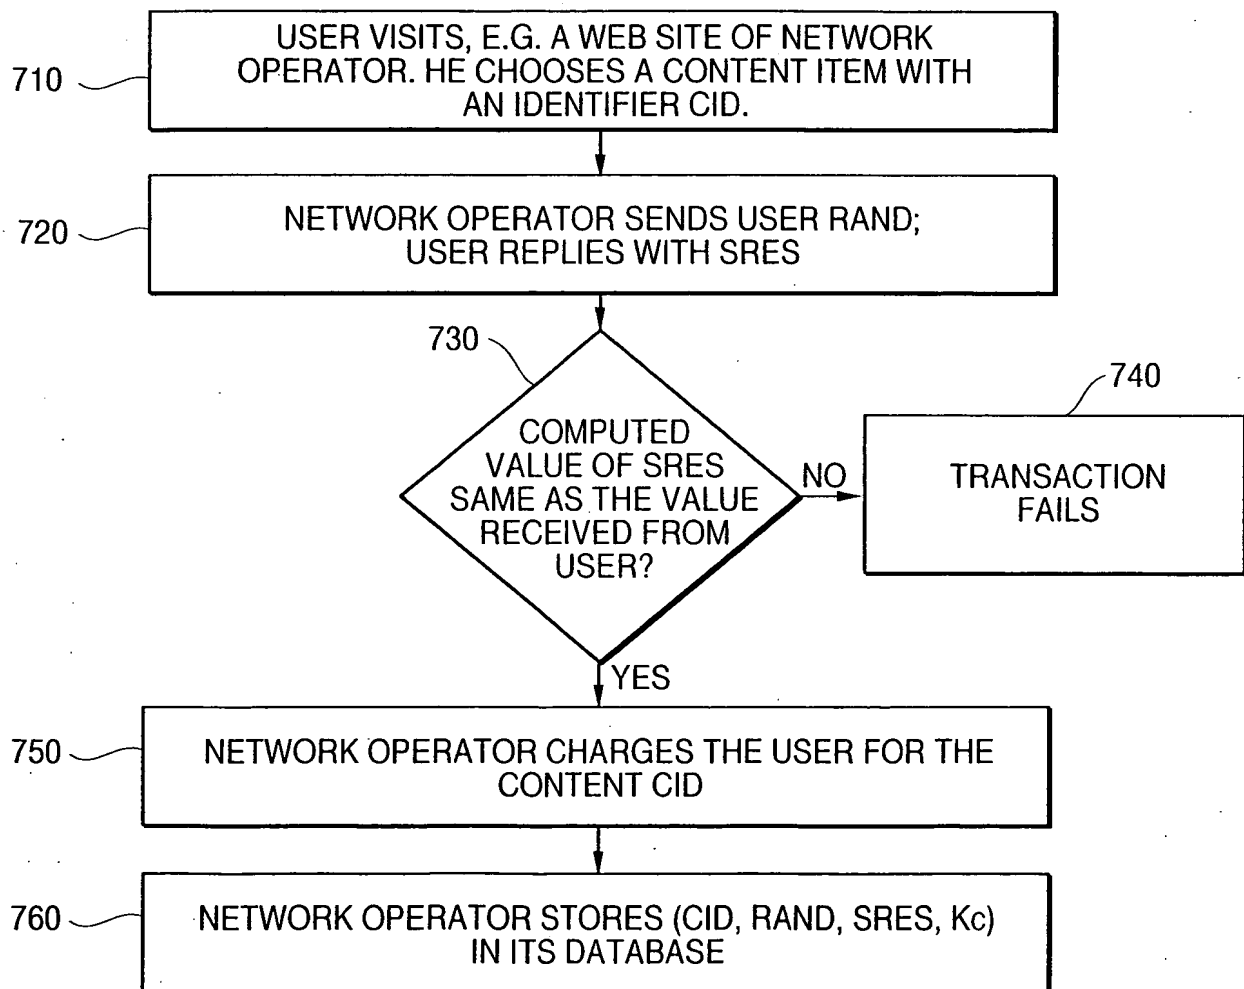 710
USER VISITS, E.G. A WEB SITE OF NETWORK
OPERATOR. HE CHOOSES A CONTENT ITEM WITH
AN IDENTIFIER CID.
720
NETWORK OPERATOR SENDS USER RAND;
USER REPLIES WITH SRES
730
COMPUTED
VALUE OF SRES
SAME AS THE VALUE
RECEIVED FROM
USER?
NO
740
TRANSACTION
FAILS
YES
750
NETWORK OPERATOR CHARGES THE USER FOR THE
CONTENT CID
760
NETWORK OPERATOR STORES (CID, RAND, SRES, Kc)
IN ITS DATABASE